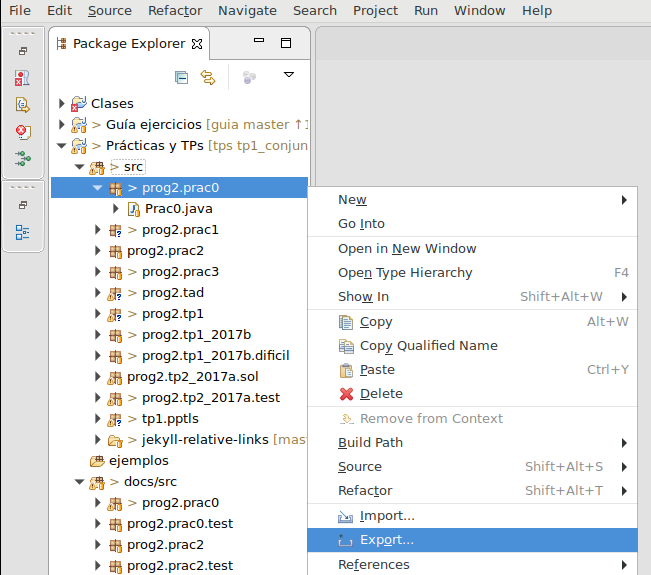 File Edit Source Refactor Navigate Search Project Run Window Help
Package Explorer
Clases
> Guía ejercicios [guia master ↑1
> Prácticas y TPs [tps tp1_conjun
> src
> prog2.prac0
Prac0.java
> prog2.prac1
prog2.prac2
> prog2.prac3
> prog2.tad
> prog2.tp1
> prog2.tp1_2017b
> prog2.tp1_2017b.dificil
prog2.tp2_2017a.sol
> prog2.tp2_2017a.test
> tp1.pptls
> jekyll-relative-links [mas
ejemplos
> docs/src
> prog2.prac0
prog2.prac0.test
prog2.prac2
prog2.prac2.test
New
Go Into
Open in New Window
Open Type Hierarchy F4
Show In Shift+Alt+W
Copy Alt+W
Copy Qualified Name
Paste Ctrl+Y
Delete
Remove from Context
Build Path
Source Shift+Alt+S
Refactor Shift+Alt+T
Import...
Export...
References